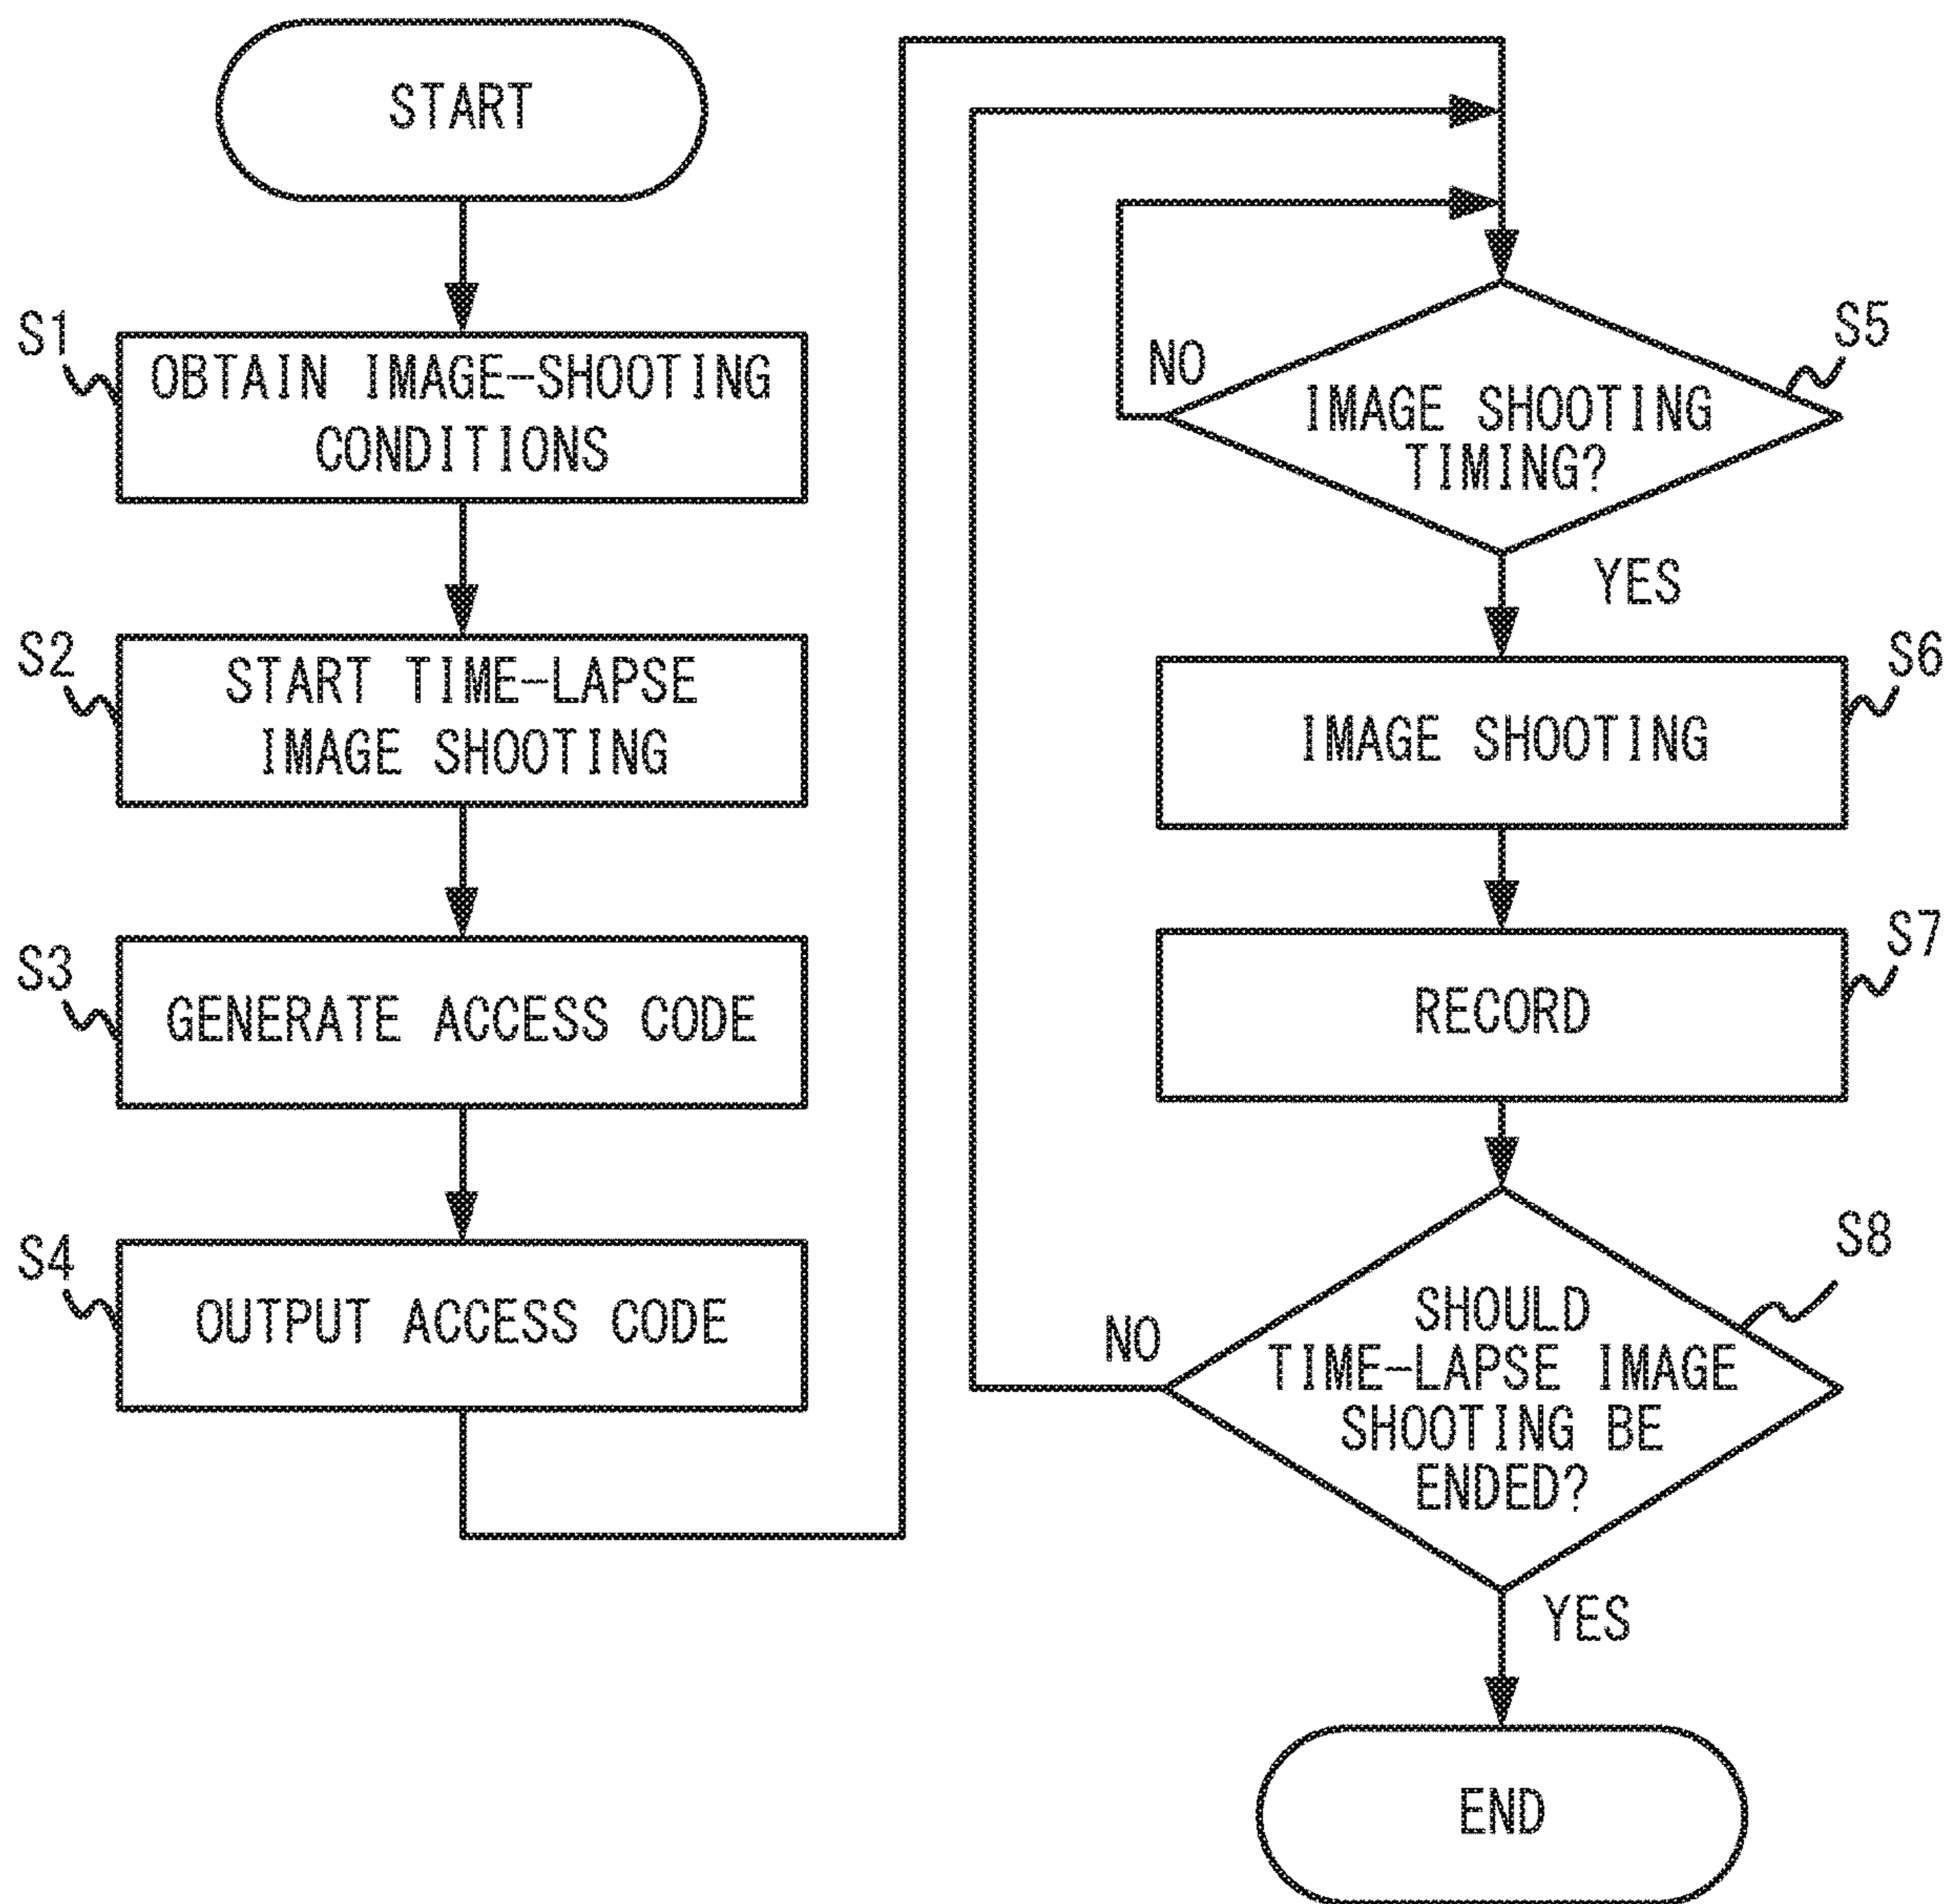 START
S1
OBTAIN IMAGE-SHOOTING
CONDITIONS
S2
START TIME-LAPSE
IMAGE SHOOTING
S3
GENERATE ACCESS CODE
S4
OUTPUT ACCESS CODE
S5
NO
IMAGE SHOOTING
TIMING?
YES
S6
IMAGE SHOOTING
S7
RECORD
S8
NO
SHOULD
TIME-LAPSE IMAGE
SHOOTING BE
ENDED?
YES
END